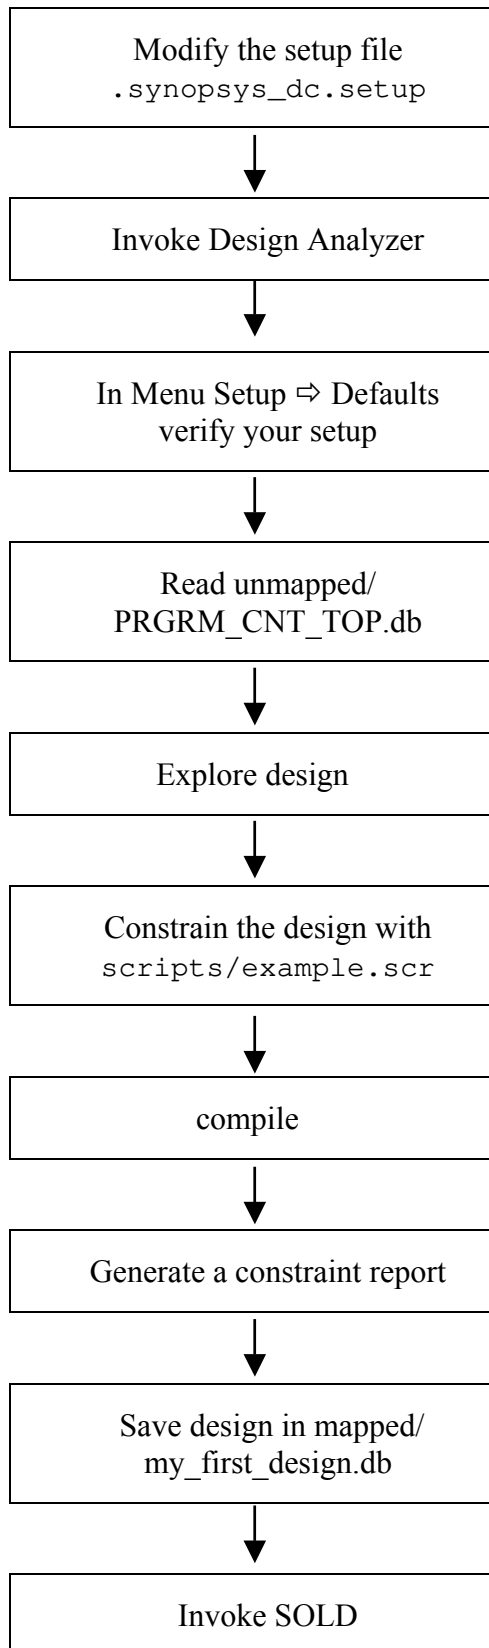 Modify the setup file
.synopsys_dc.setup
Invoke Design Analyzer
In Menu Setup ⇨ Defaults
verify your setup
Read unmapped/
PRGRM_CNT_TOP.db
Explore design
Constrain the design with
scripts/example.scr
compile
Generate a constraint report
Save design in mapped/
my_first_design.db
Invoke SOLD